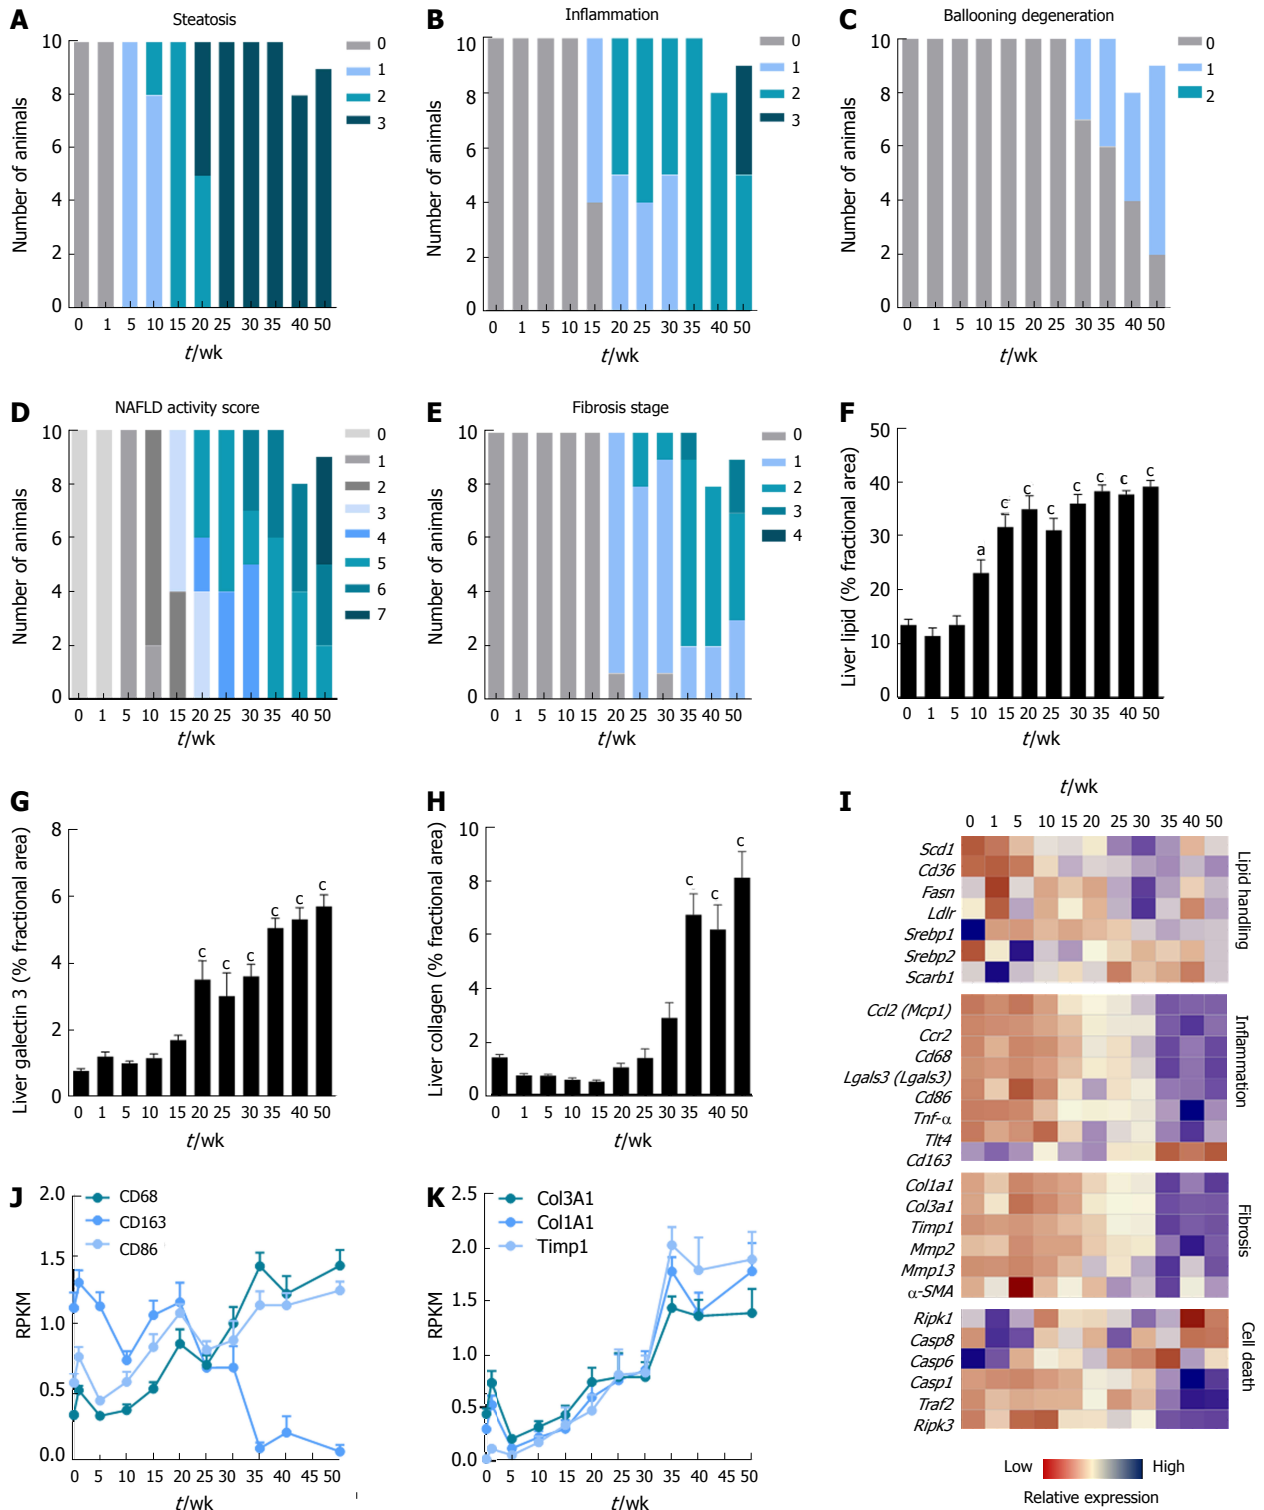 A
Steatosis
Number of animals
10
8
6
4
2
0
0 1 5 10 15 20 25 30 35 40 50
t/wk
0
1
2
3
B
Inflammation
Number of animals
10
8
6
4
2
0
0 1 5 10 15 20 25 30 35 40 50
t/wk
0
1
2
3
C
Ballooning degeneration
Number of animals
10
8
6
4
2
0
0 1 5 10 15 20 25 30 35 40 50
t/wk
0
1
2
D
NAFLD activity score
Number of animals
10
8
6
4
2
0
0 1 5 10 15 20 25 30 35 40 50
t/wk
0
1
2
3
4
5
6
7
E
Fibrosis stage
Number of animals
10
8
6
4
2
0
0 1 5 10 15 20 25 30 35 40 50
t/wk
0
1
2
3
4
F
Liver lipid (% fractional area)
50
40
30
20
10
0
a c c c c c c c
0 1 5 10 15 20 25 30 35 40 50
t/wk
G
Liver galectin 3 (% fractional area)
8
6
4
2
0
c c c c c c
0 1 5 10 15 20 25 30 35 40 50
t/wk
H
Liver collagen (% fractional area)
10
8
6
4
2
0
c c c
0 1 5 10 15 20 25 30 35 40 50
t/wk
I
t/wk
0 1 5 10 15 20 25 30 35 40 50
Scd1
Cd36
Fasn
Ldlr
Srebp1
Srebp2
Scarb1
Lipid handling
Ccl2 (Mcp1)
Ccr2
Cd68
Lgals3 (Lgals3)
Cd86
Tnf-α
Tlt4
Cd163
Inflammation
Col1a1
Col3a1
Timp1
Mmp2
Mmp13
α-SMA
Fibrosis
Ripk1
Casp8
Casp6
Casp1
Traf2
Ripk3
Cell death
Low High
Relative expression
J
RPKM
2.0
1.5
1.0
0.5
0.0
CD68
CD163
CD86
0 5 10 15 20 25 30 35 40 45 50
t/wk
K
RPKM
2.5
2.0
1.5
1.0
0.5
0.0
Col3A1
Col1A1
Timp1
0 5 10 15 20 25 30 35 40 45 50
t/wk